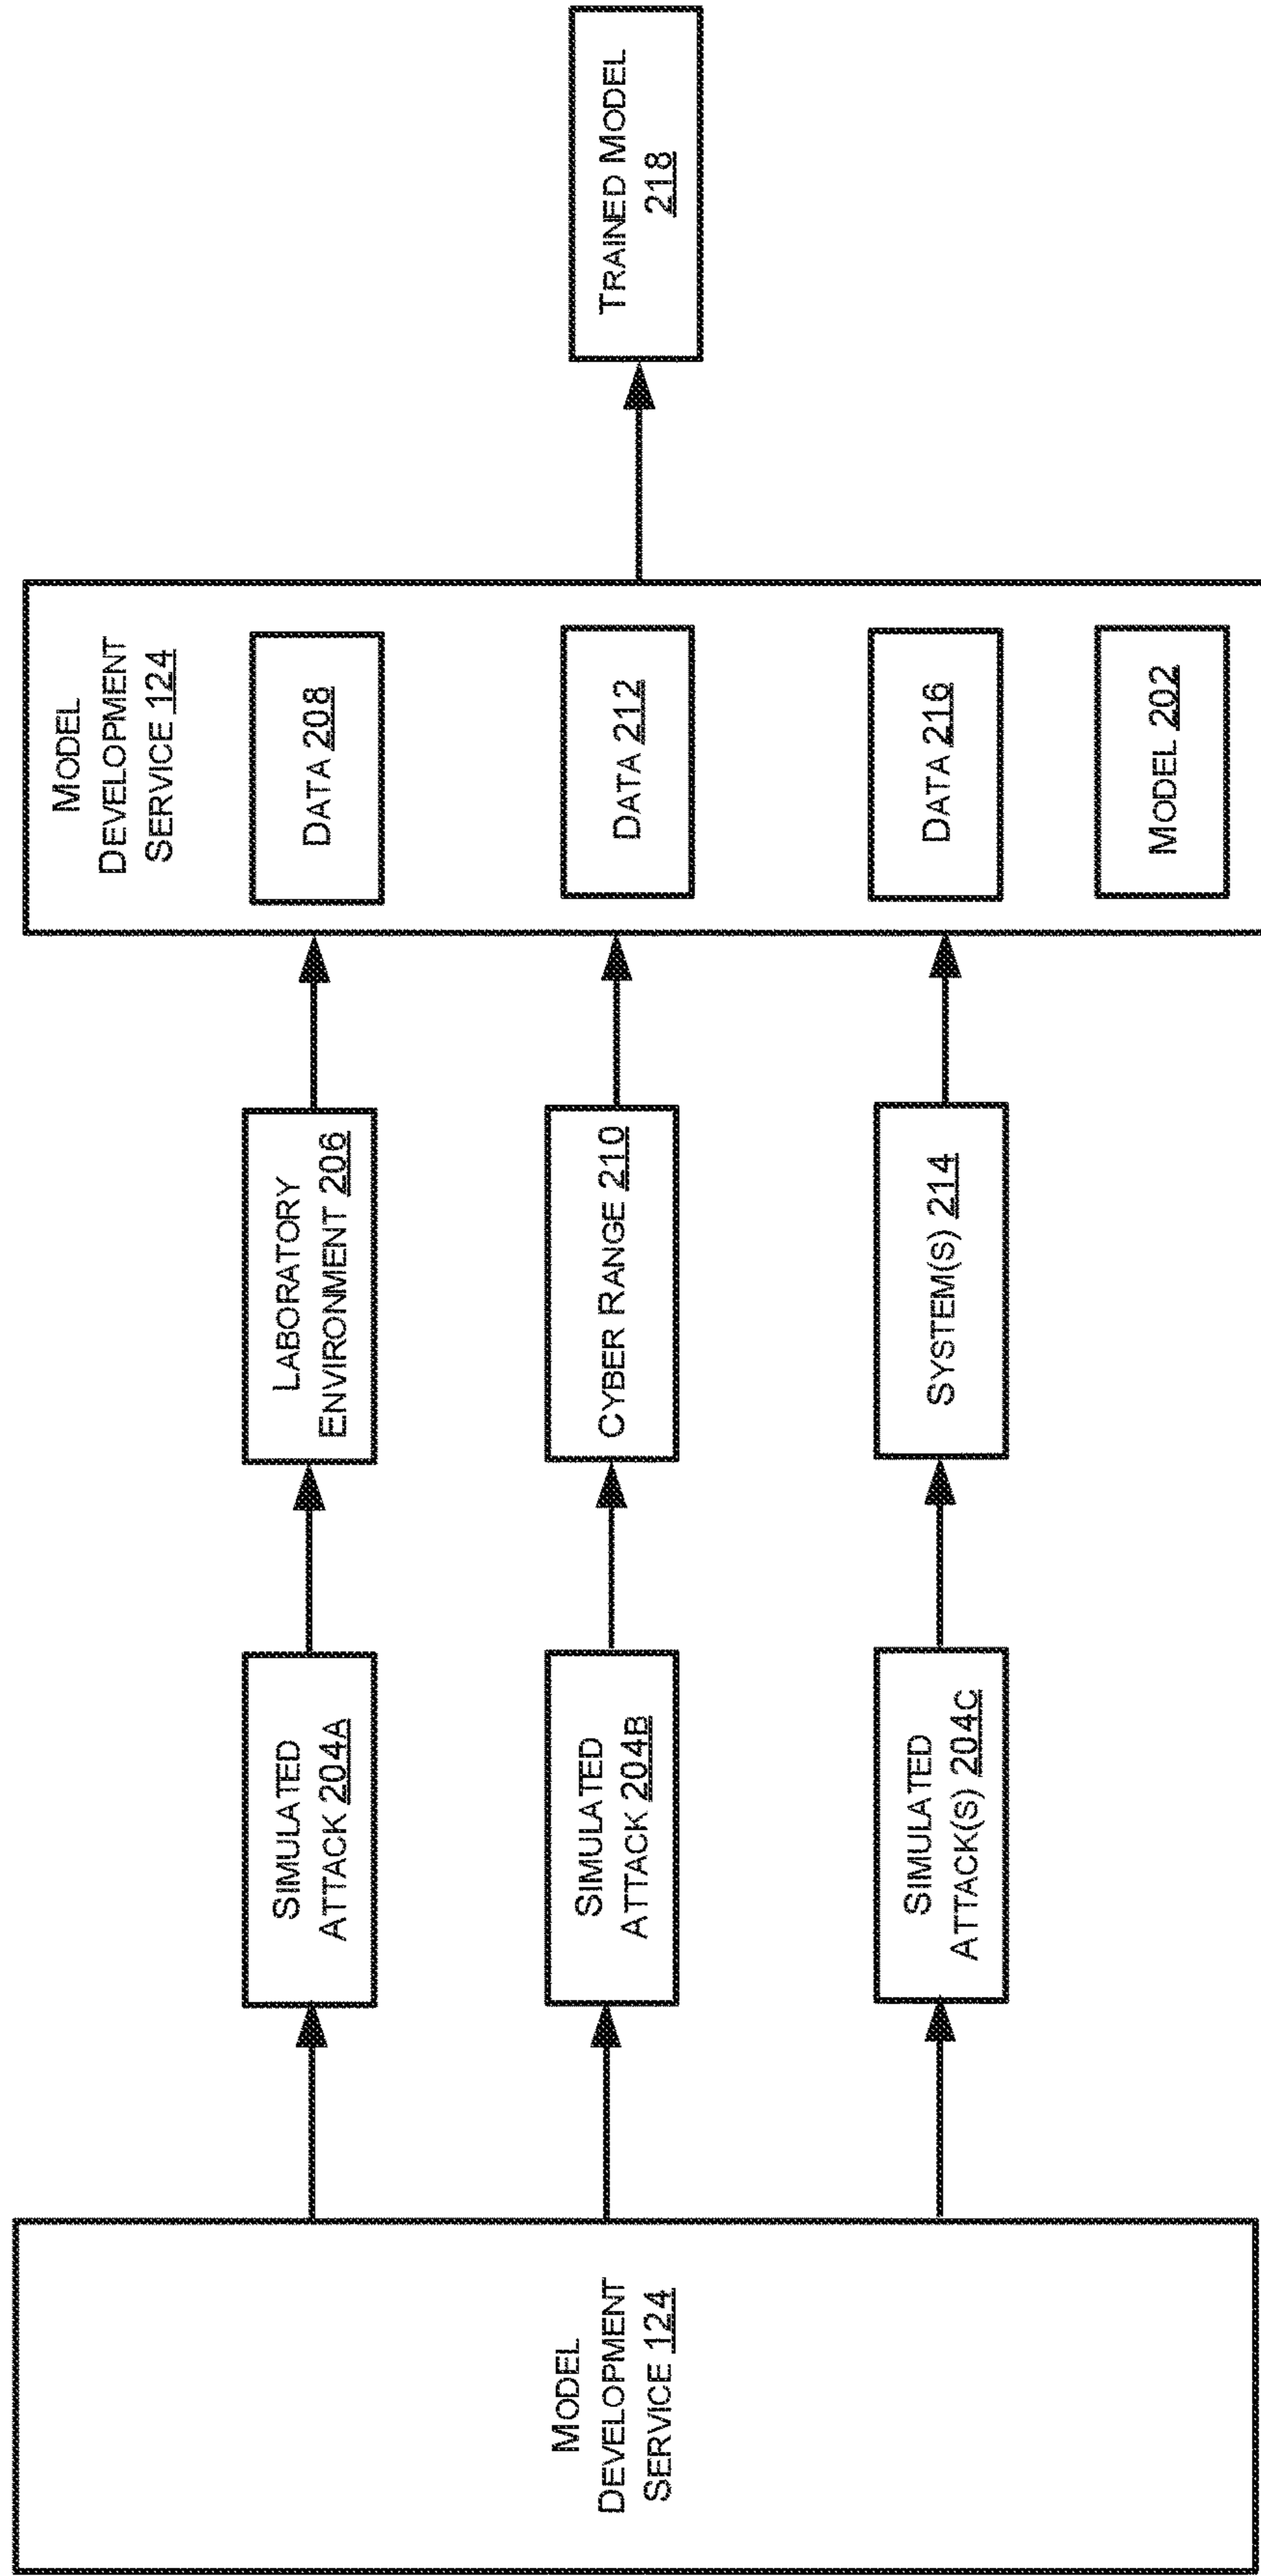 MODEL
DEVELOPMENT
SERVICE 124
SIMULATED
ATTACK 204A
SIMULATED
ATTACK 204B
SIMULATED
ATTACK(S) 204C
LABORATORY
ENVIRONMENT 206
CYBER RANGE 210
SYSTEM(S) 214
MODEL
DEVELOPMENT
SERVICE 124
DATA 208
DATA 212
DATA 216
MODEL 202
TRAINED MODEL
218